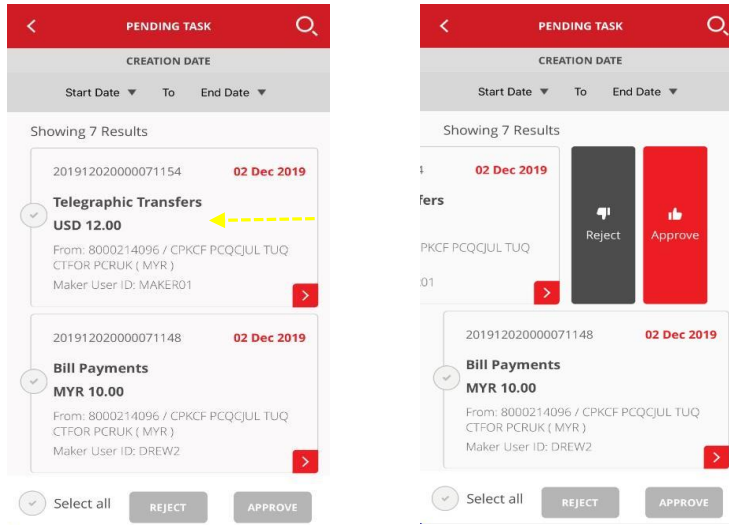 PENDING TASK
CREATION DATE
Start Date To End Date
Showing 7 Results
201912020000071154 02 Dec 2019
Telegraphic Transfers
USD 12.00
From: 8000214096 / CPKCF PCQCJUL TUQ
CTFOR PCRUK ( MYR )
Maker User ID: MAKER01
201912020000071148 02 Dec 2019
Bill Payments
MYR 10.00
From: 8000214096 / CPKCF PCQCJUL TUQ
CTFOR PCRUK ( MYR )
Maker User ID: DREW2
Select all REJECT APPROVE
PENDING TASK
CREATION DATE
Start Date To End Date
Showing 7 Results
4 02 Dec 2019
fers
PKCF PCQCJUL TUQ
01
Reject Approve
201912020000071148 02 Dec 2019
Bill Payments
MYR 10.00
From: 8000214096 / CPKCF PCQCJUL TUQ
CTFOR PCRUK ( MYR )
Maker User ID: DREW2
Select all REJECT APPROVE